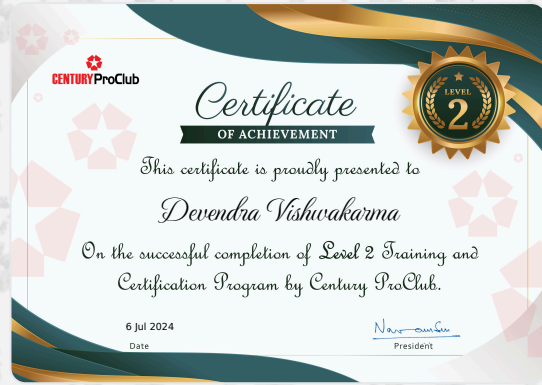 CENTURY ProClub
Certificate
OF ACHIEVEMENT
LEVEL
2
This certificate is proudly presented to
Devendra Vishwakarma
On the successful completion of Level 2 Training and
Certification Program by Century ProClub.
6 Jul 2024
Date
President